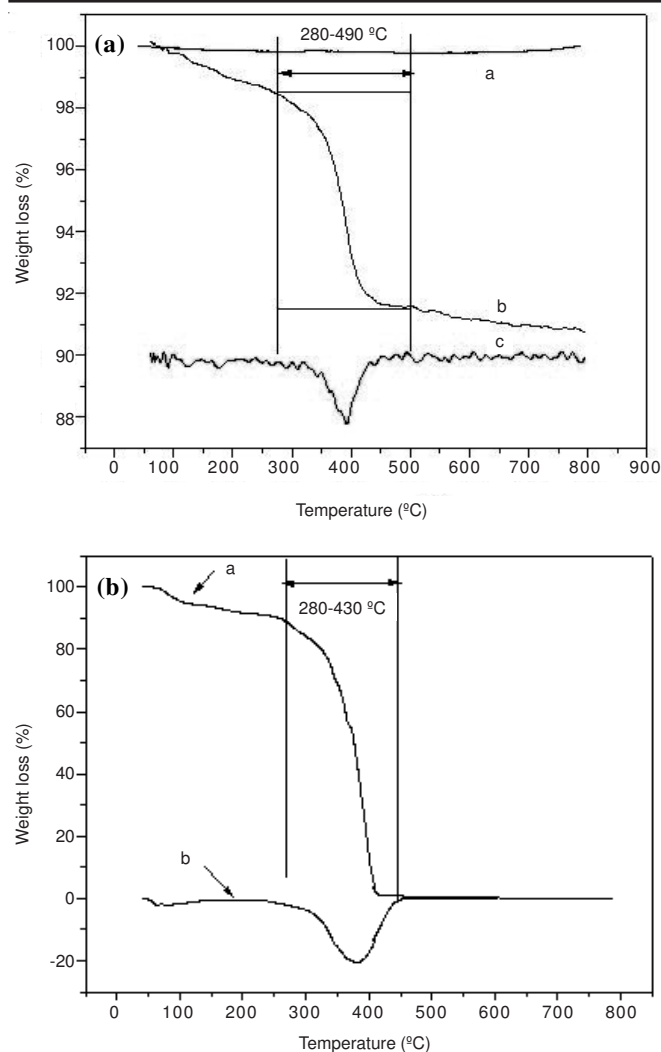 (a)
280-490 ºC
100
98
96
94
92
90
88
a
b
c
Weight loss (%)
0 100 200 300 400 500 600 700 800 900
Temperature (ºC)
(b)
a
280-430 ºC
100
80
60
40
20
0
-20
b
Weight loss (%)
0 100 200 300 400 500 600 700 800
Temperature (ºC)